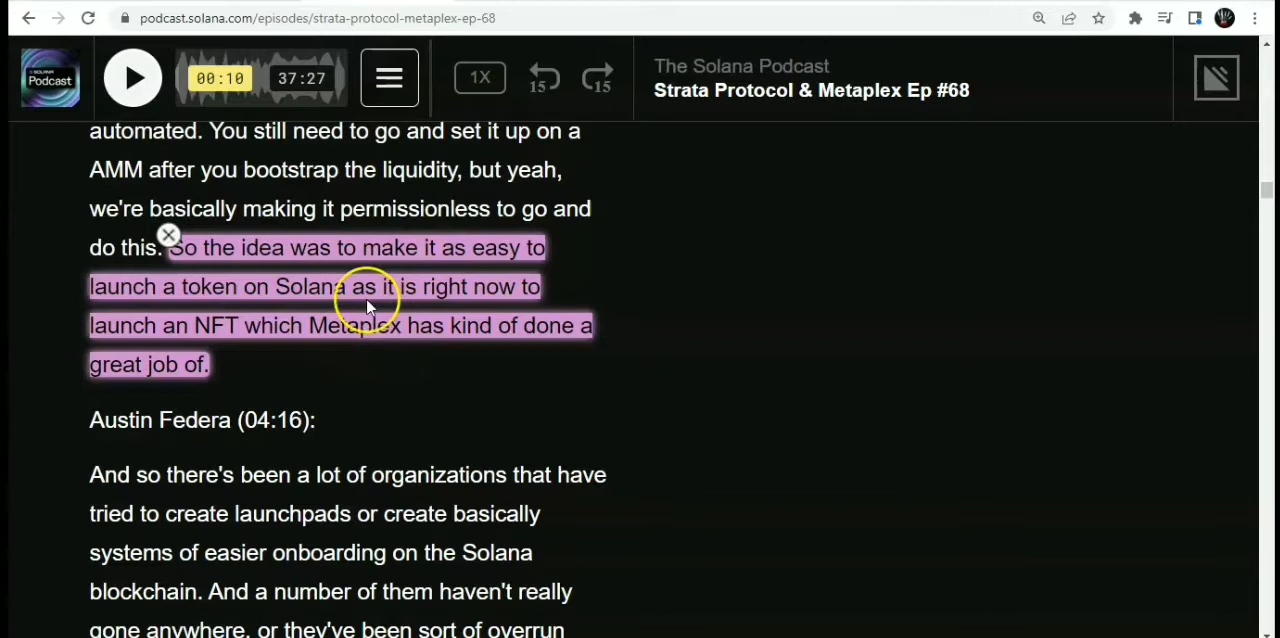 podcast.solana.com/episodes/strata-protocol-metaplex-ep-68
SOLANA
Podcast
00:10
37:27
1X
15
15
The Solana Podcast
Strata Protocol & Metaplex Ep #68
automated. You still need to go and set it up on a
AMM after you bootstrap the liquidity, but yeah,
we're basically making it permissionless to go and
do this. So the idea was to make it as easy to
launch a token on Solana as it is right now to
launch an NFT which Metaplex has kind of done a
great job of.
Austin Federa (04:16):
And so there's been a lot of organizations that have
tried to create launchpads or create basically
systems of easier onboarding on the Solana
blockchain. And a number of them haven't really
gone anywhere, or they've been sort of overrun